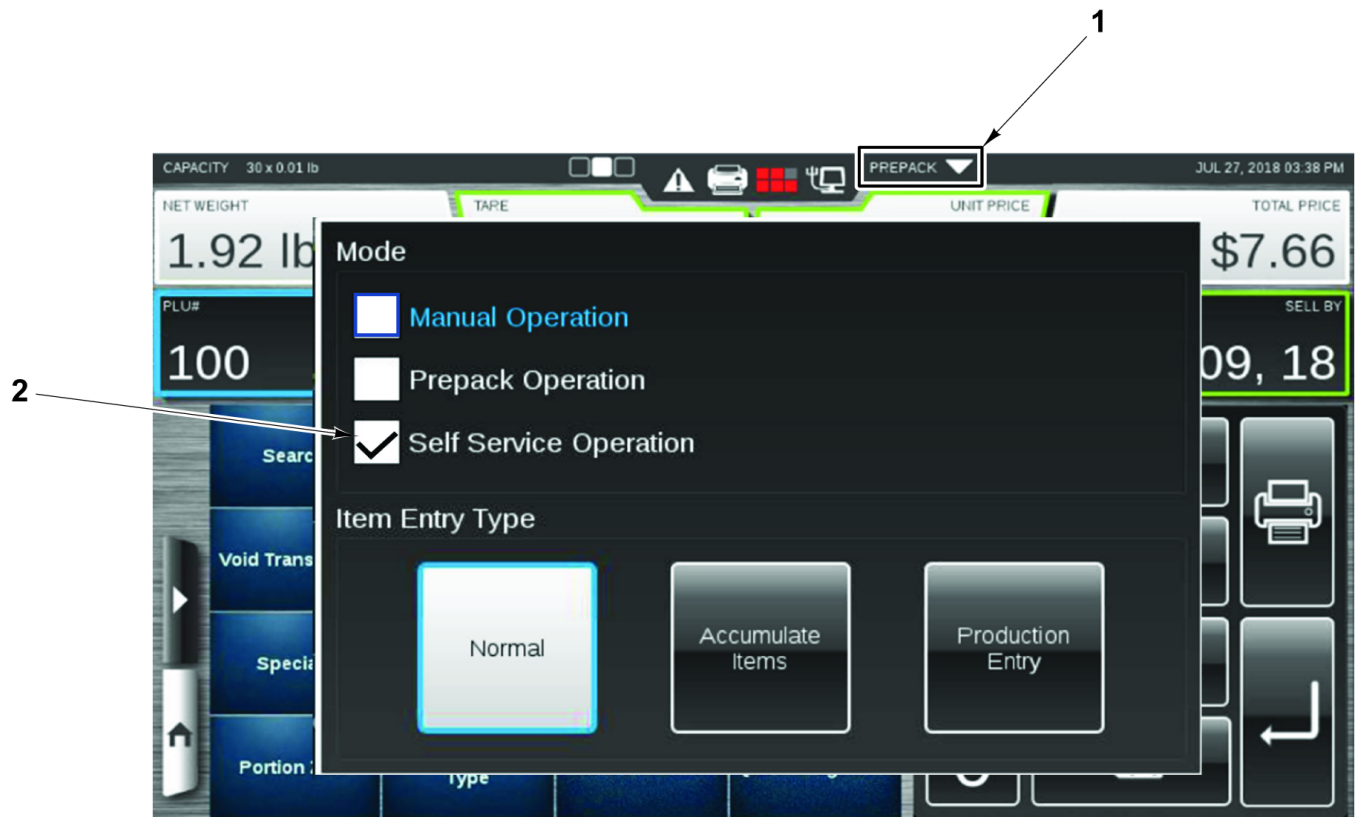 1
CAPACITY 30 x 0.01 lb
PREPACK
JUL 27, 2018 03:38 PM
NET WEIGHT
TARE
UNIT PRICE
TOTAL PRICE
1.92 lb
$7.66
Mode
PLU#
SELL BY
Manual Operation
100
09, 18
Prepack Operation
2
Self Service Operation
Searc
Item Entry Type
Void Trans
Normal
Accumulate
Items
Production
Entry
Specia
Portion
Type